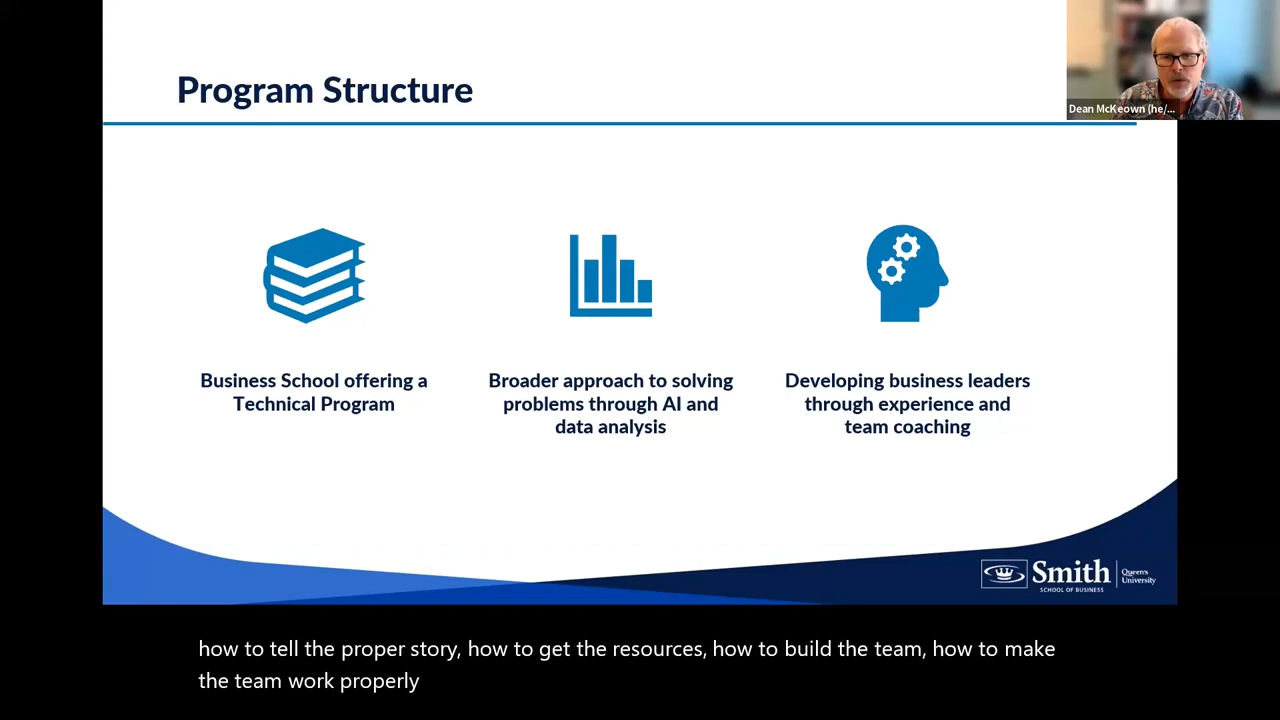 Program Structure
Dean McKeown (he/...
Business School offering a
Technical Program
Broader approach to solving
problems through AI and
data analysis
Developing business leaders
through experience and
team coaching
Smith
SCHOOL OF BUSINESS
Queen's
University
how to tell the proper story, how to get the resources, how to build the team, how to make
the team work properly